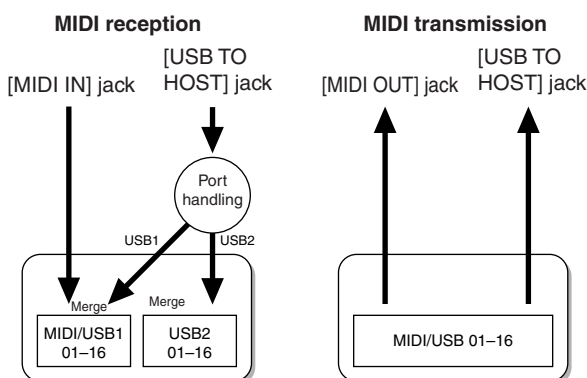 MIDI reception
[MIDI IN] jack
[USB TO
HOST] jack
Port
handling
USB1
USB2
Merge
Merge
MIDI/USB1
01–16
USB2
01–16
MIDI transmission
[MIDI OUT] jack
[USB TO
HOST] jack
MIDI/USB 01–16